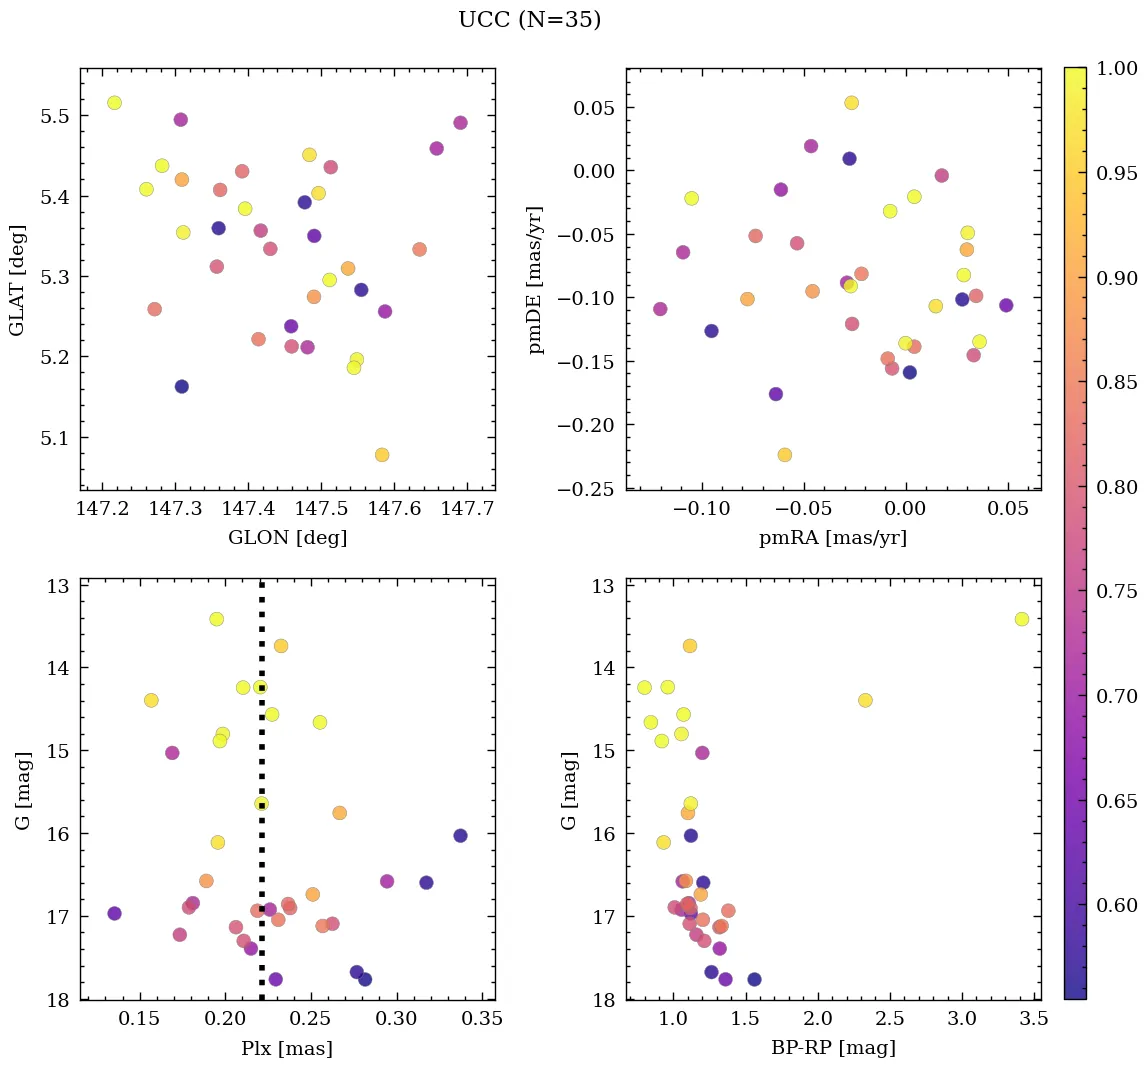 UCC (N=35)
5.5
5.4
5.3
5.2
5.1
GLAT [deg]
147.2 147.3 147.4 147.5 147.6 147.7
GLON [deg]
0.05
0.00
−0.05
−0.10
−0.15
−0.20
−0.25
pmDE [mas/yr]
−0.10 −0.05 0.00 0.05
pmRA [mas/yr]
13
14
15
16
17
18
G [mag]
0.15 0.20 0.25 0.30 0.35
Plx [mas]
13
14
15
16
17
18
G [mag]
1.0 1.5 2.0 2.5 3.0 3.5
BP-RP [mag]
1.00
0.95
0.90
0.85
0.80
0.75
0.70
0.65
0.60